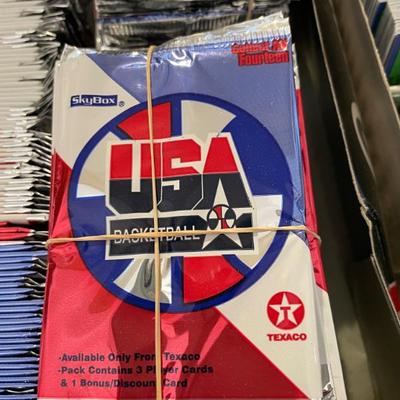 Collect All
Fourteen
SkyBox®
USA
BASKETBALL
TEXACO
-Available Only From Texaco
-Pack Contains 3 Player Cards
& 1 Bonus/Discount Card